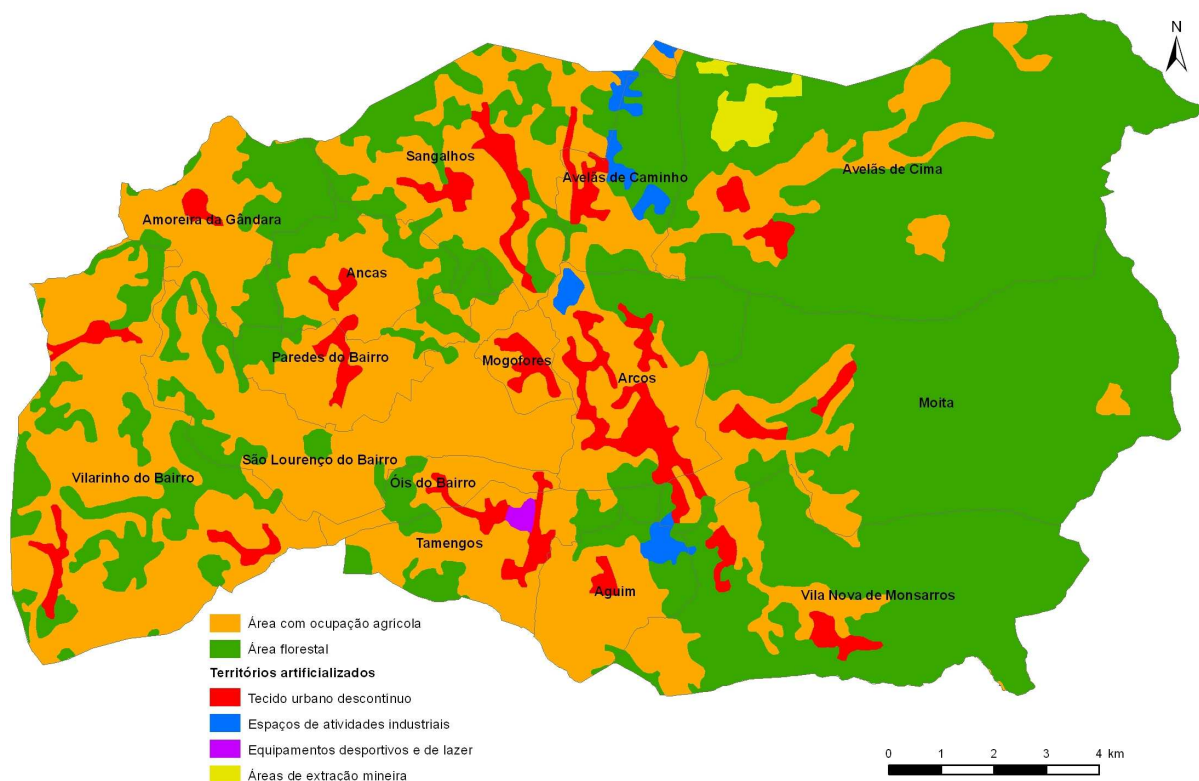 N
Sangalhos
Avelãs de Caminho
Avelãs de Cima
Amoreira da Gândara
Ancas
Paredes do Bairro
Mogofores
Arcos
Moita
São Lourenço do Bairro
Vilarinho do Bairro
Óis do Bairro
Tamengos
Aguim
Vila Nova de Monsarros
Área com ocupação agricola
Área florestal
Territórios artificializados
Tecido urbano descontinuo
Espaços de atividades industriais
Equipamentos desportivos e de lazer
Áreas de extração mineira
0 1 2 3 4 km